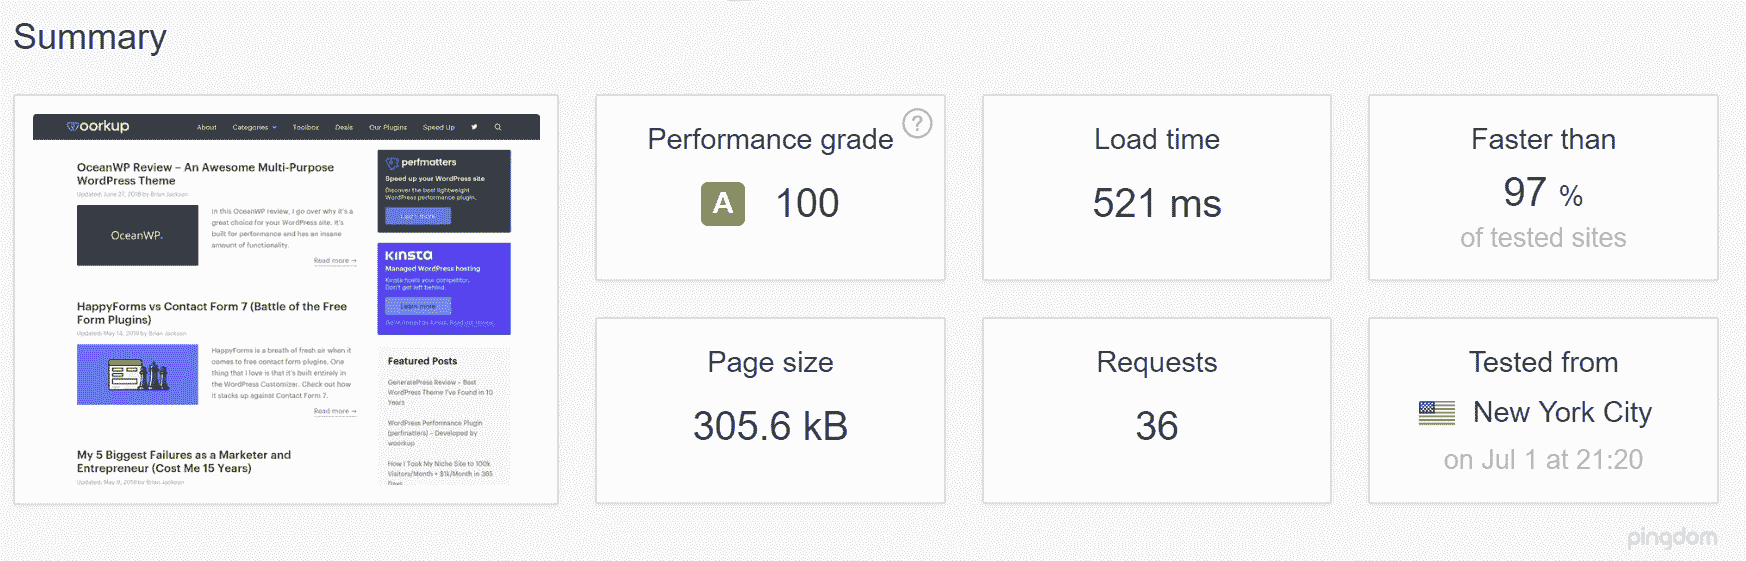 Summary
woorkup
About Categories Toolbox Deals Our Plugins Speed Up
OceanWP Review – An Awesome Multi-Purpose
WordPress Theme
Updated: June 27, 2018 by Brian Jackson
OceanWP.
In this OceanWP review, I go over why it's a
great choice for your WordPress site. It's
built for performance and has an insane
amount of functionality.
Read more →
HappyForms vs Contact Form 7 (Battle of the Free
Form Plugins)
Updated: May 14, 2018 by Brian Jackson
HappyForms is a breath of fresh air when it
comes to free contact form plugins. One
thing that I love is that it's built entirely in
the WordPress Customizer. Check out how
it stacks up against Contact Form 7.
Read more →
My 5 Biggest Failures as a Marketer and
Entrepreneur (Cost Me 15 Years)
Updated: May 9, 2018 by Brian Jackson
perfmatters
Speed up your WordPress site
Discover the best lightweight
WordPress performance plugin.
Learn more
KINSTA
Managed WordPress hosting
Kinsta fuels your competitor.
Don't get left behind.
Learn more
Featured Posts
GeneratePress Review – Best
WordPress Theme I've Found in 10
Years
WordPress Performance Plugin
(perfmatters) – Developed by
woorkup
How I Took My Niche Site to 100k
Visitors/Month + $1k/Month in 365
Days
Performance grade ?
A 100
Load time
521 ms
Faster than
97 %
of tested sites
Page size
305.6 kB
Requests
36
Tested from
New York City
on Jul 1 at 21:20
pingdom